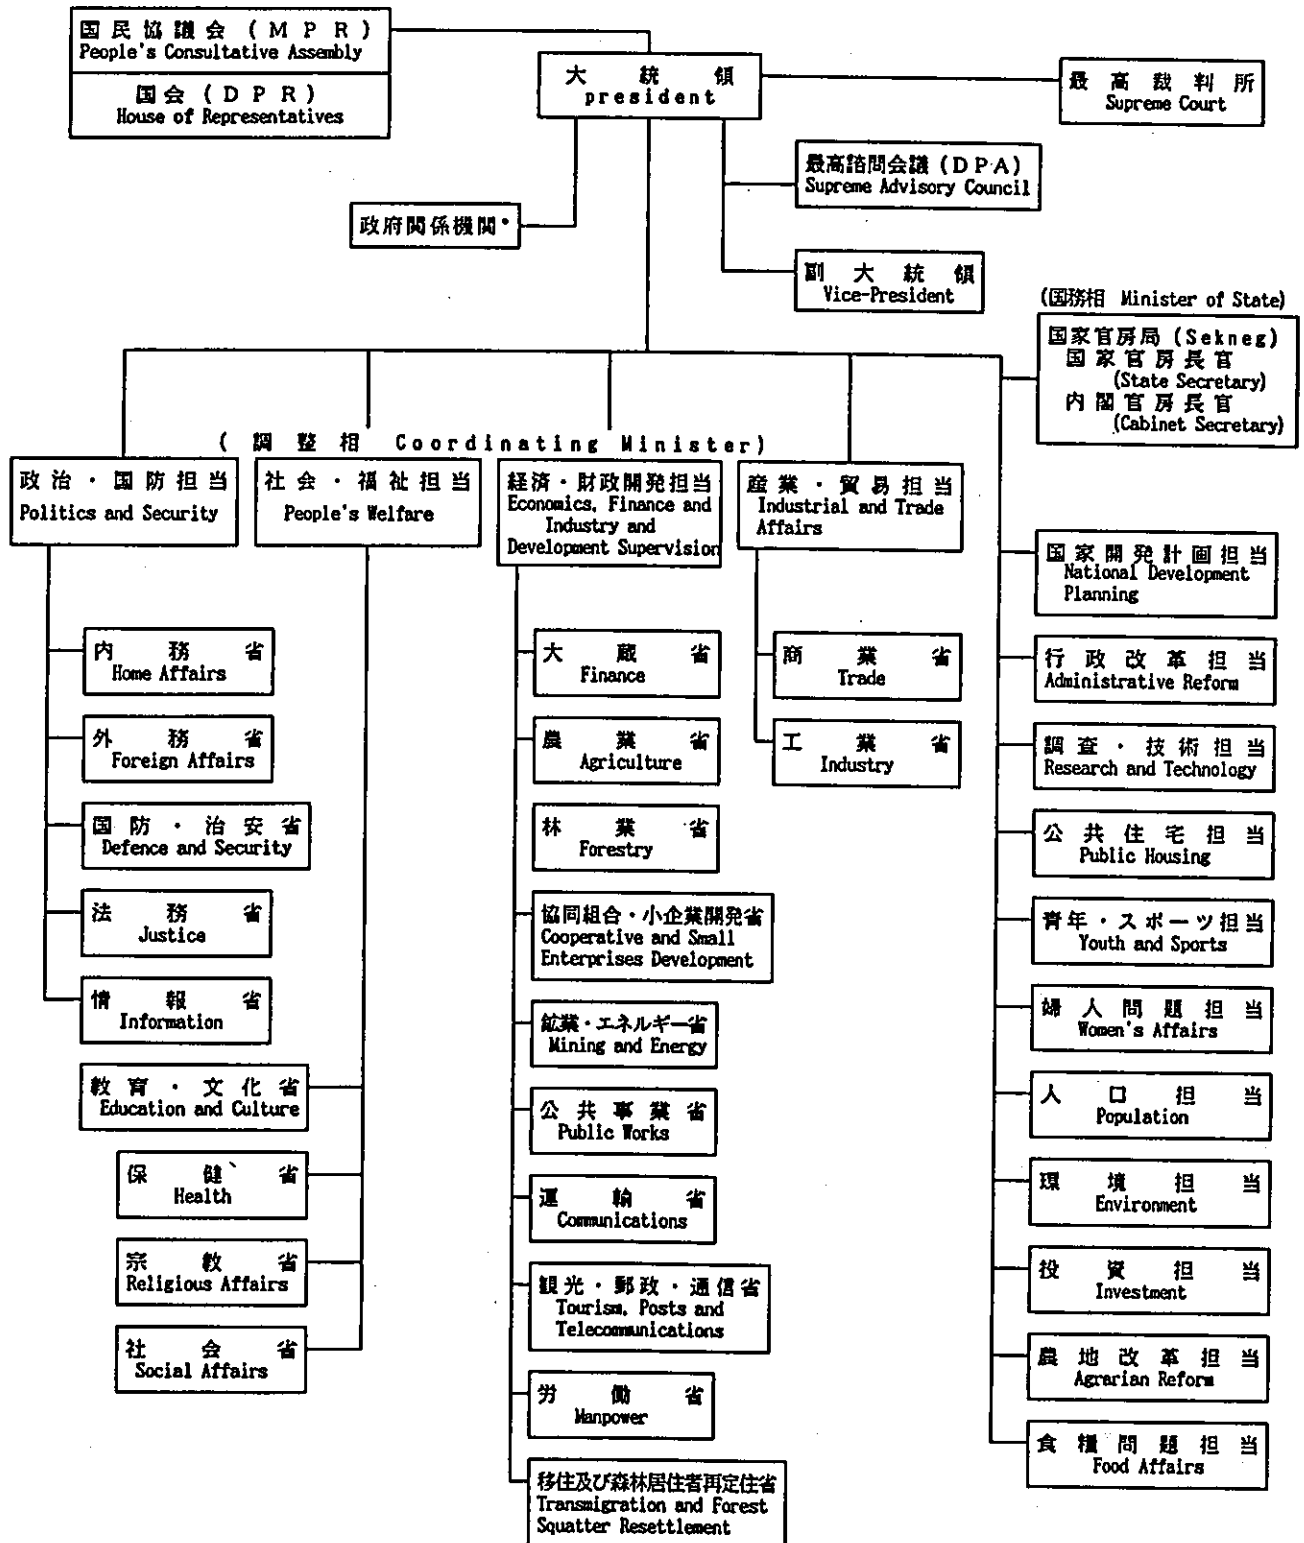 国民協議会(MPR)
People's Consultative Assembly
国会(DPR)
House of Representatives
大統領
president
最高裁判所
Supreme Court
最高諮問会議(DPA)
Supreme Advisory Council
政府関係機関*
副大統領
Vice-President
(国務相 Minister of State)
国家官房局(Sekneg)
国家官房長官
(State Secretary)
内閣官房長官
(Cabinet Secretary)
(調整相 Coordinating Minister)
政治・国防担当
Politics and Security
社会・福祉担当
People's Welfare
経済・財政開発担当
Economics, Finance and
Industry and
Development Supervision
産業・貿易担当
Industrial and Trade
Affairs
内務省
Home Affairs
外務省
Foreign Affairs
国防・治安省
Defence and Security
法務省
Justice
情報省
Information
教育・文化省
Education and Culture
保健省
Health
宗教省
Religious Affairs
社会省
Social Affairs
大蔵省
Finance
農業省
Agriculture
林業省
Forestry
協同組合・小企業開発省
Cooperative and Small
Enterprises Development
鉱業・エネルギー省
Mining and Energy
公共事業省
Public Works
運輸省
Communications
観光・郵政・通信省
Tourism, Posts and
Telecommunications
労働省
Manpower
移住及び森林居住者再定住省
Transmigration and Forest
Squatter Resettlement
商業省
Trade
工業省
Industry
国家開発計画担当
National Development
Planning
行政改革担当
Administrative Reform
調査・技術担当
Research and Technology
公共住宅担当
Public Housing
青年・スポーツ担当
Youth and Sports
婦人問題担当
Women's Affairs
人口担当
Population
環境担当
Environment
投資担当
Investment
農地改革担当
Agrarian Reform
食糧問題担当
Food Affairs